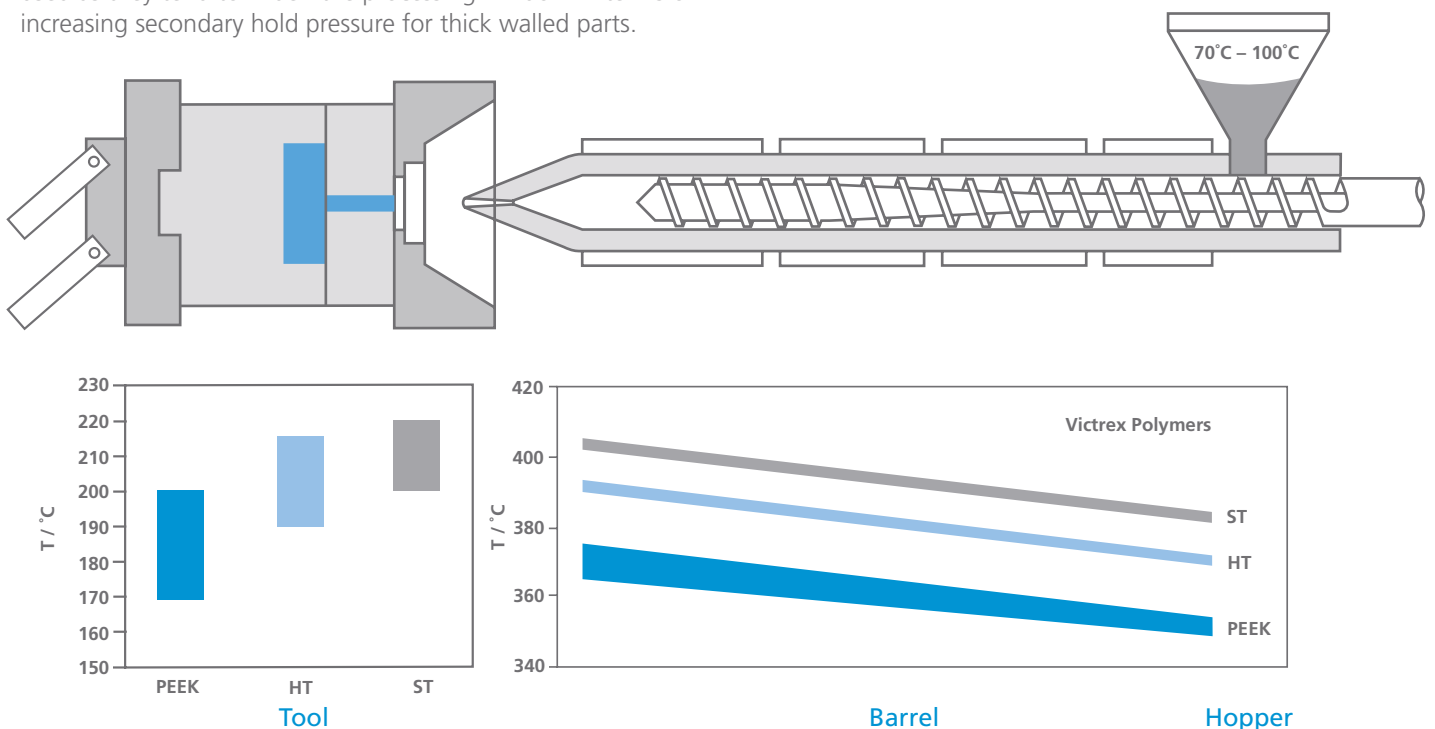 increasing secondary hold pressure for thick walled parts.
70˚C – 100˚C
230
220
210
200
190
180
170
160
150
T / ˚C
PEEK HT ST
Tool
420
400
380
360
340
T / ˚C
Victrex Polymers
ST
HT
PEEK
Barrel
Hopper